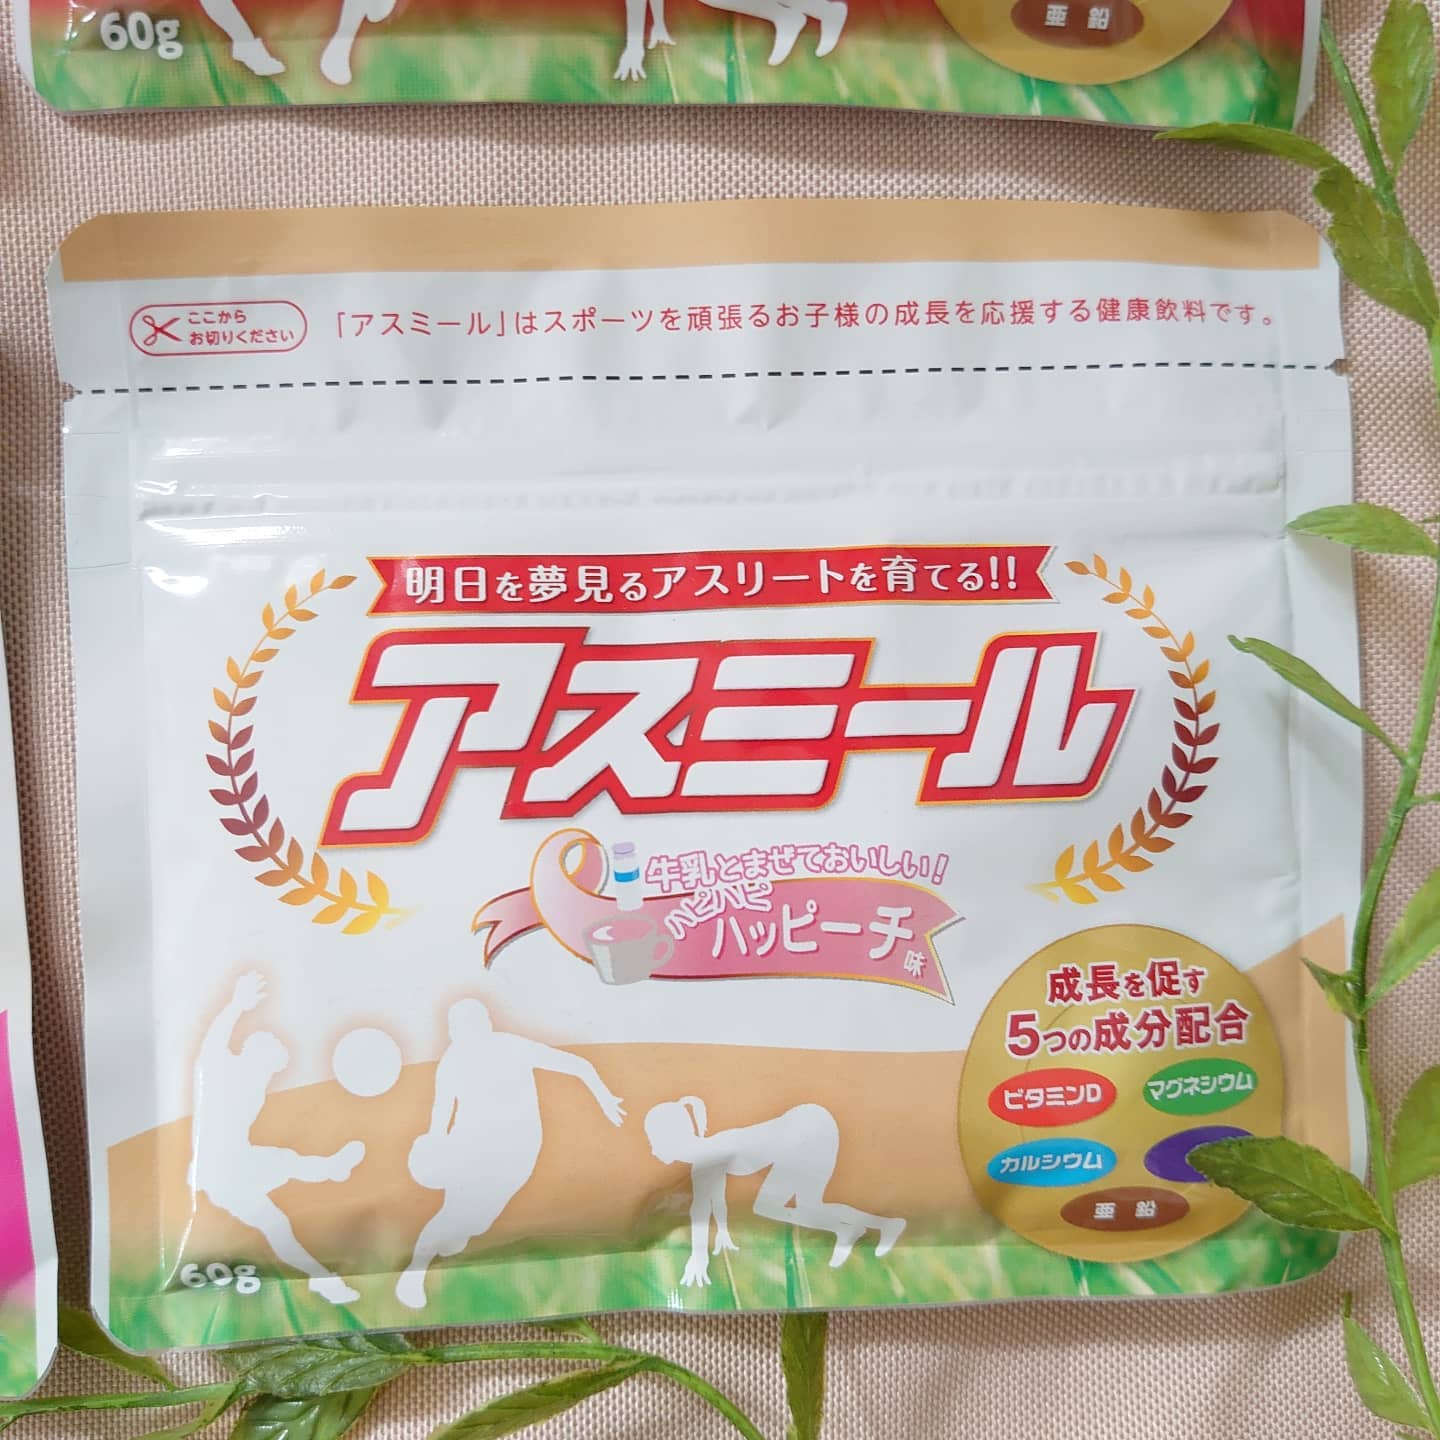 60g
亜鉛
ここから
お切りください
「アスミール」はスポーツを頑張るお子様の成長を応援する健康飲料です。
明日を夢見るアスリートを育てる!!
アスミール
牛乳とまぜておいしい!
ハピハピ
ハッピーチ味
成長を促す
5つの成分配合
ビタミンD
マグネシウム
カルシウム
亜鉛
60g